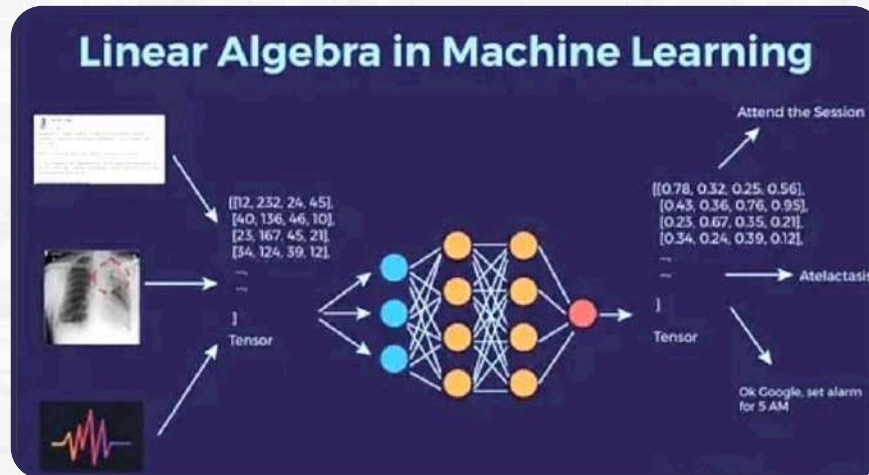 Linear Algebra in Machine Learning
Attend the Session
[[12, 232, 24, 45],
[40, 136, 46, 10],
[23, 167, 45, 21],
[34, 124, 39, 12],
]
Tensor
[[0.78, 0.32, 0.25, 0.56],
[0.43, 0.36, 0.76, 0.95],
[0.23, 0.67, 0.35, 0.21],
[0.34, 0.24, 0.39, 0.12],
]
Tensor
Atelactasis
Ok Google, set alarm
for 5 AM